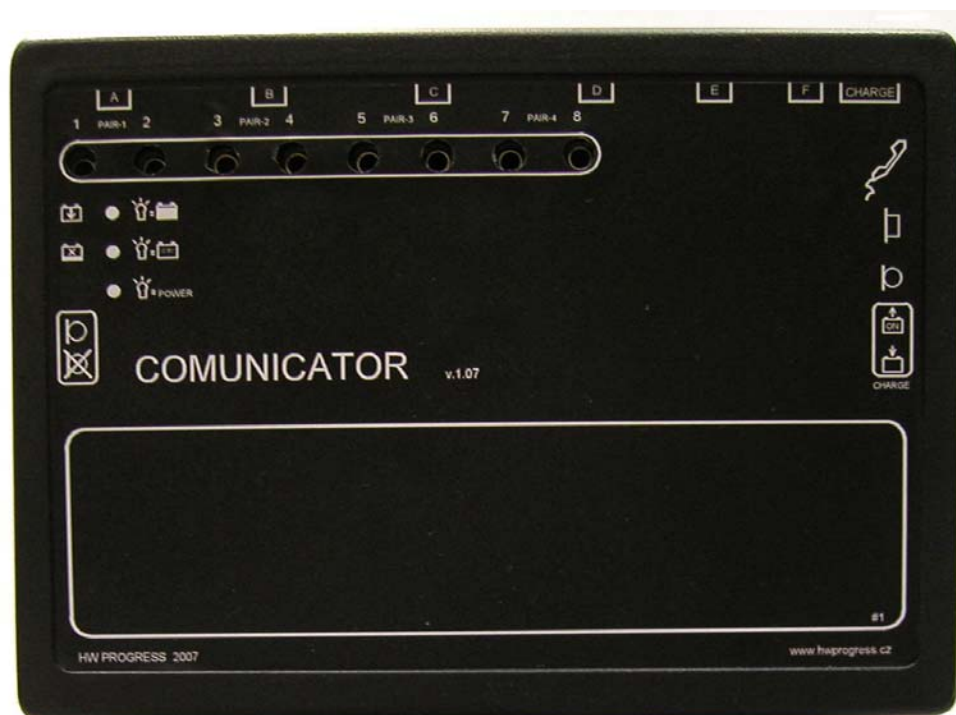 A B C D E F CHARGE
1 PAIR-1 2 3 PAIR-2 4 5 PAIR-3 6 7 PAIR-4 8
= POWER
ON
COMUNICATOR v.1.07
CHARGE
#1
HW PROGRESS 2007 www.hwprogress.cz